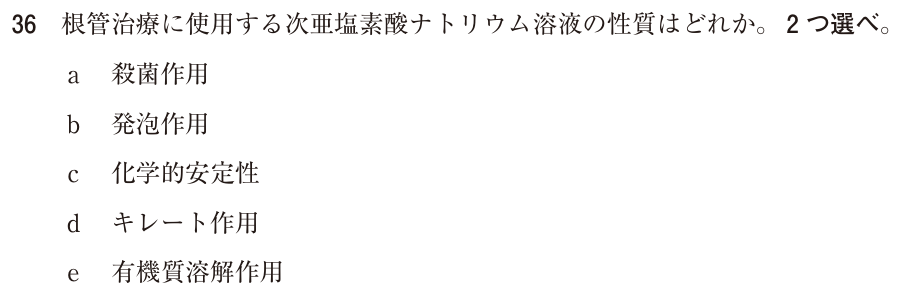 36 根管治療に使用する次亜塩素酸ナトリウム溶液の性質はどれか。2つ選べ。
a 殺菌作用
b 発泡作用
c 化学的安定性
d キレート作用
e 有機質溶解作用